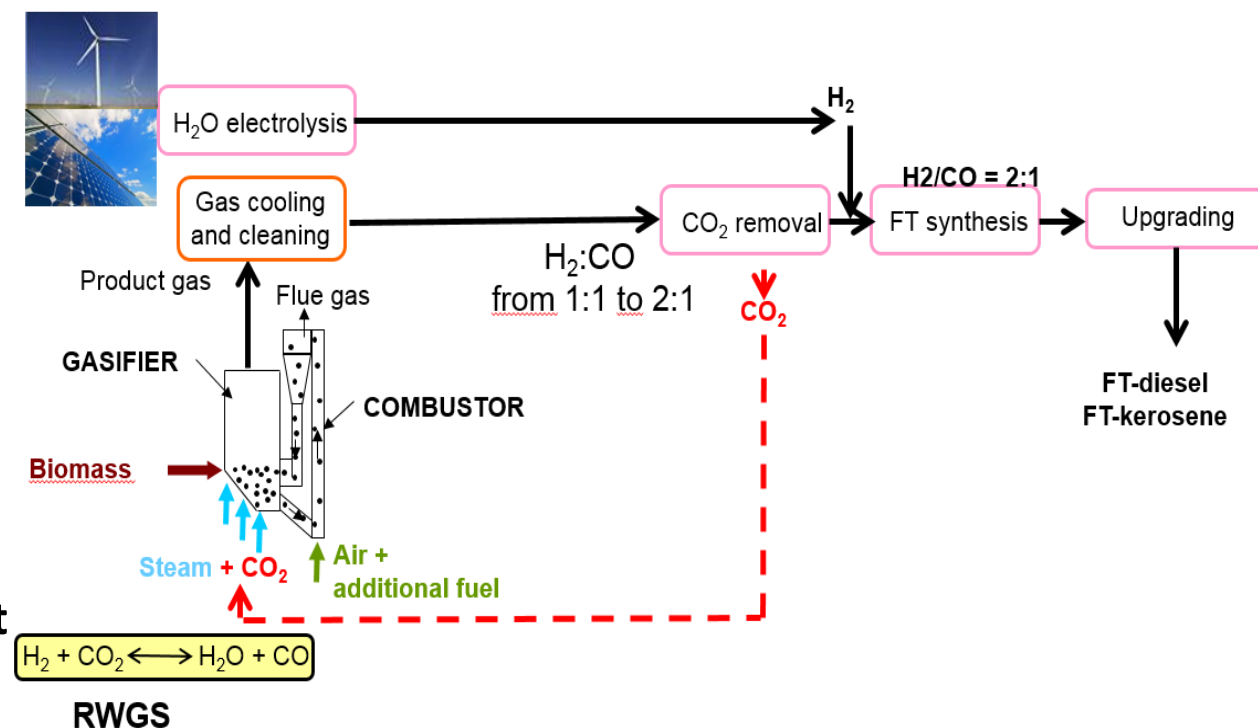 H₂O electrolysis
H₂
Gas cooling
and cleaning
H2/CO = 2:1
CO₂ removal
FT synthesis
Upgrading
H₂:CO
from 1:1 to 2:1
Product gas
Flue gas
CO₂
GASIFIER
COMBUSTOR
FT-diesel
FT-kerosene
Biomass
Steam + CO₂
Air +
additional fuel
t
H₂ + CO₂ ⟷ H₂O + CO
RWGS